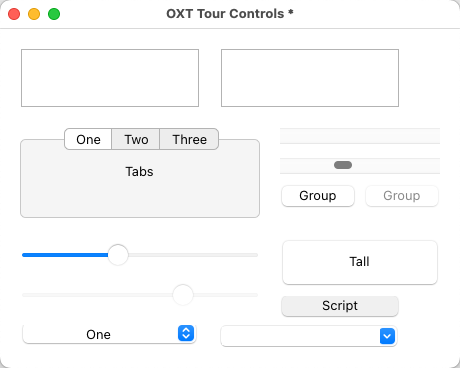 OXT Tour Controls *
One Two Three
Tabs
Group Group
Tall
Script
One